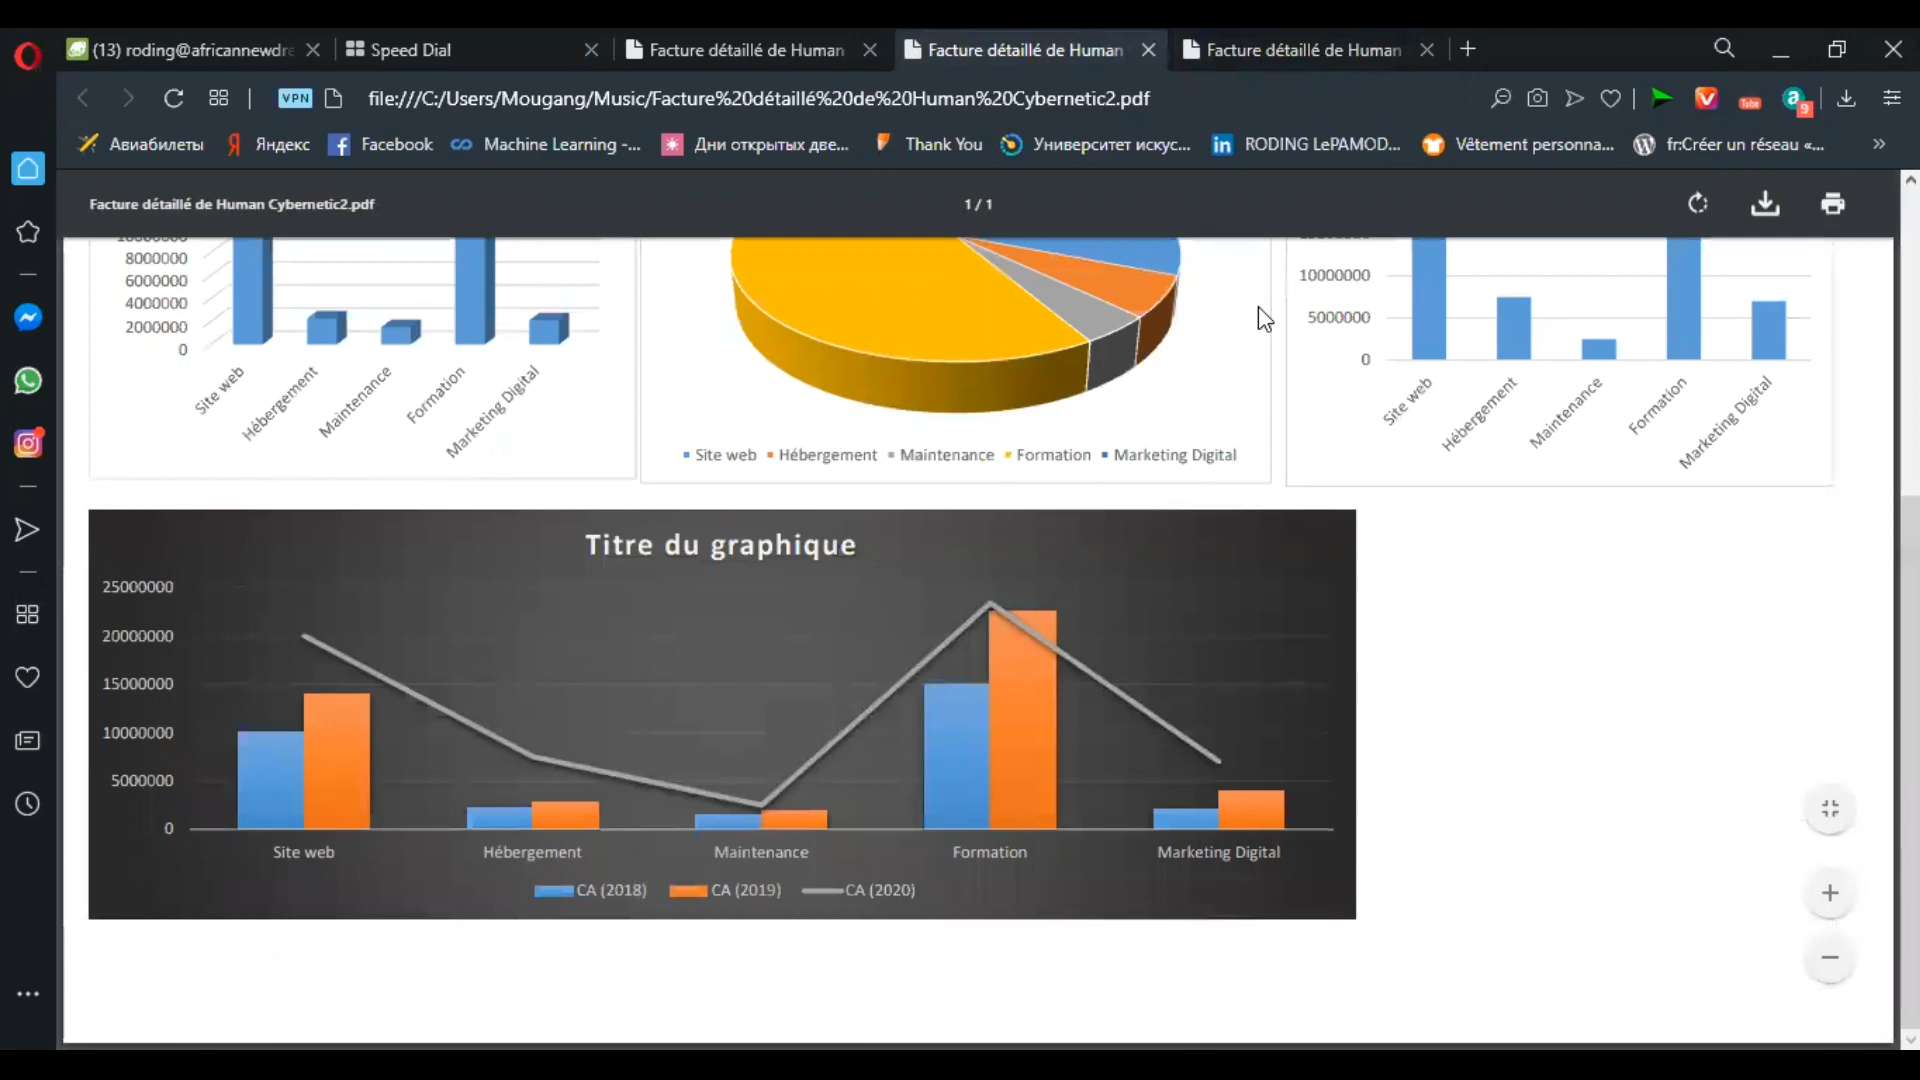 (13) roding@africannewdre
Speed Dial
Facture détaillé de Human
Facture détaillé de Human
Facture détaillé de Human
VPN
file:///C:/Users/Mougang/Music/Facture%20détaillé%20de%20Human%20Cybernetic2.pdf
Tube
a
9
Авиабилеты
Яндекс
Facebook
Machine Learning -...
Дни открытых две...
Thank You
Университет искус...
in
RODING LePAMOD...
Vêtement personna...
fr:Créer un réseau «...
»
Facture détaillé de Human Cybernetic2.pdf
1 / 1
8000000
6000000
4000000
2000000
0
Site web
Hébergement
Maintenance
Formation
Marketing Digital
Site web
Hébergement
Maintenance
Formation
Marketing Digital
10000000
5000000
0
Site web
Hébergement
Maintenance
Formation
Marketing Digital
Titre du graphique
25000000
20000000
15000000
10000000
5000000
0
Site web
Hébergement
Maintenance
Formation
Marketing Digital
CA (2018)
CA (2019)
CA (2020)